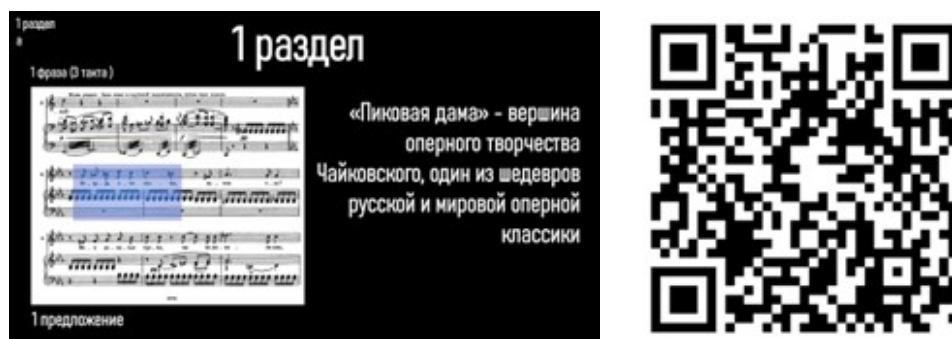 1 раздел
а
1 раздел
1 фраза (3 такта)
«Пиковая дама» - вершина
оперного творчества
Чайковского, один из шедевров
русской и мировой оперной
классики
1 предложение